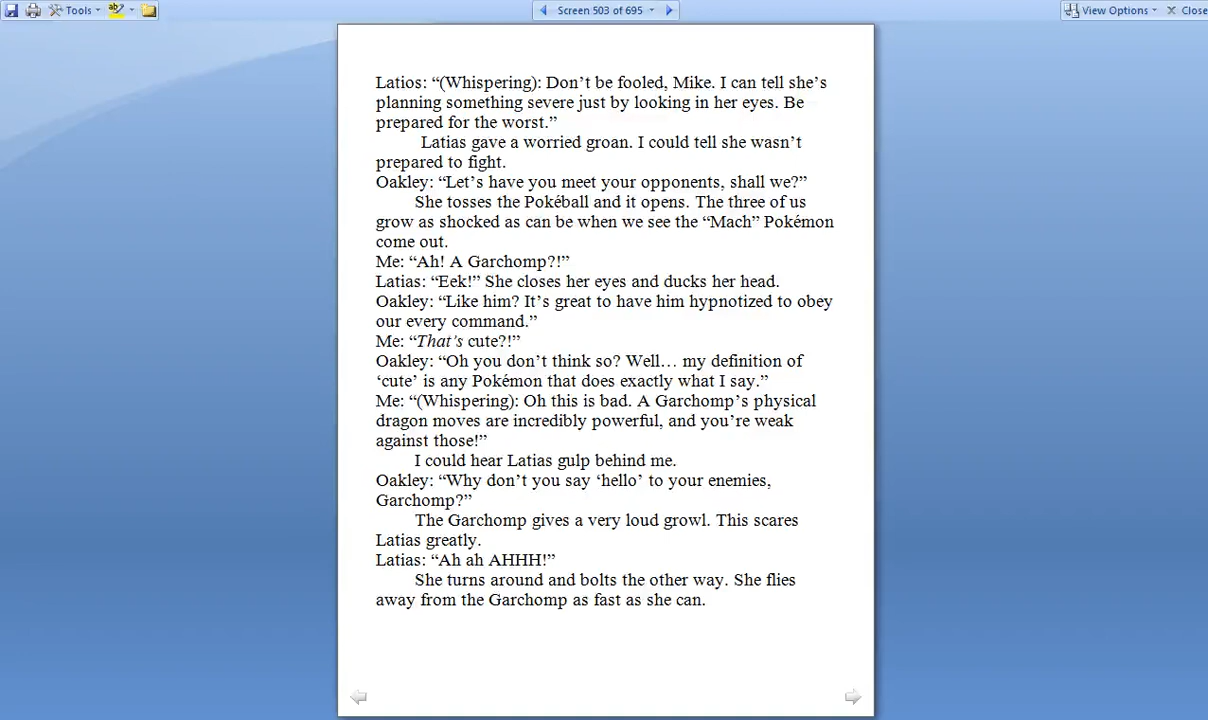 Tools
Screen 503 of 695
View Options
Close
Latios: “(Whispering): Don’t be fooled, Mike. I can tell she’s
planning something severe just by looking in her eyes. Be
prepared for the worst.”
Latias gave a worried groan. I could tell she wasn’t
prepared to fight.
Oakley: “Let’s have you meet your opponents, shall we?”
She tosses the Pokéball and it opens. The three of us
grow as shocked as can be when we see the “Mach” Pokémon
come out.
Me: “Ah! A Garchomp?!”
Latias: “Eek!” She closes her eyes and ducks her head.
Oakley: “Like him? It’s great to have him hypnotized to obey
our every command.”
Me: “That’s cute?!”
Oakley: “Oh you don’t think so? Well… my definition of
‘cute’ is any Pokémon that does exactly what I say.”
Me: “(Whispering): Oh this is bad. A Garchomp’s physical
dragon moves are incredibly powerful, and you’re weak
against those!”
I could hear Latias gulp behind me.
Oakley: “Why don’t you say ‘hello’ to your enemies,
Garchomp?”
The Garchomp gives a very loud growl. This scares
Latias greatly.
Latias: “Ah ah AHHH!”
She turns around and bolts the other way. She flies
away from the Garchomp as fast as she can.